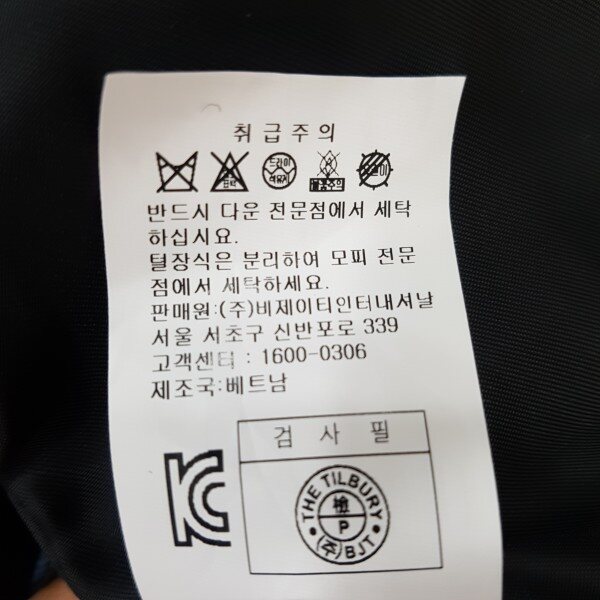 취급주의
드라이
반드시 다운 전문점에서 세탁
하십시요.
털장식은 분리하여 모피 전문
점에서 세탁하세요.
판매원:(주)비제이티인터내셔날
서울 서초구 신반포로 339
고객센터 : 1600-0306
제조국:베트남
검 사 필
THE TILBURY
檢
P
(주)BJT